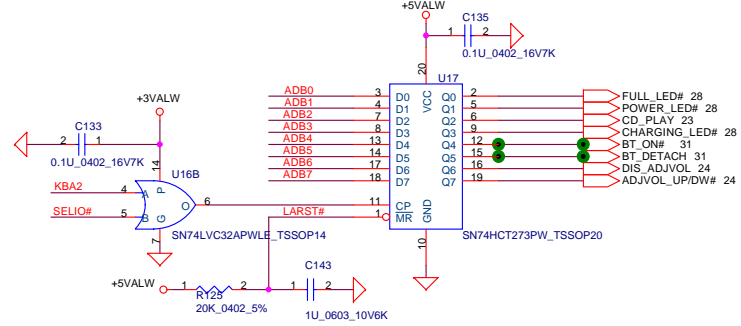 +5VALW
C135
1 2
0.1U_0402_16V7K
20
U17
VCC
ADB0 3 D0 Q0 2 FULL_LED# 28
ADB1 4 D1 Q1 5 POWER_LED# 28
ADB2 7 D2 Q2 6 CD_PLAY 23
ADB3 8 D3 Q3 9 CHARGING_LED# 28
ADB4 13 D4 Q4 12 BT_ON# 31
ADB5 14 D5 Q5 15 BT_DETACH 31
ADB6 17 D6 Q6 16 DIS_ADJVOL 24
ADB7 18 D7 Q7 19 ADJVOL_UP/DW# 24
+3VALW
C133
2 1
0.1U_0402_16V7K
14
U16B
KBA2 4 A P
O 6
SELIO# 5 B G
7
SN74LVC32APWLE_TSSOP14
11 CP
LARST# 1 MR
GND
10
SN74HCT273PW_TSSOP20
+5VALW 1 2
R125
20K_0402_5%
C143
1 2
1U_0603_10V6K